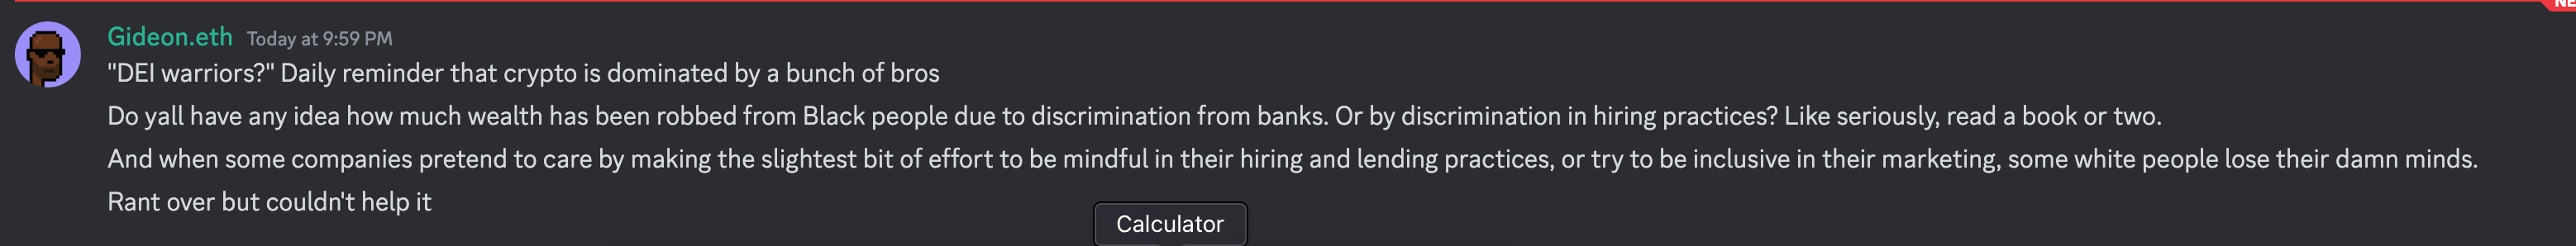 NE
Gideon.eth Today at 9:59 PM
"DEI warriors?" Daily reminder that crypto is dominated by a bunch of bros
Do yall have any idea how much wealth has been robbed from Black people due to discrimination from banks. Or by discrimination in hiring practices? Like seriously, read a book or two.
And when some companies pretend to care by making the slightest bit of effort to be mindful in their hiring and lending practices, or try to be inclusive in their marketing, some white people lose their damn minds.
Rant over but couldn't help it
Calculator